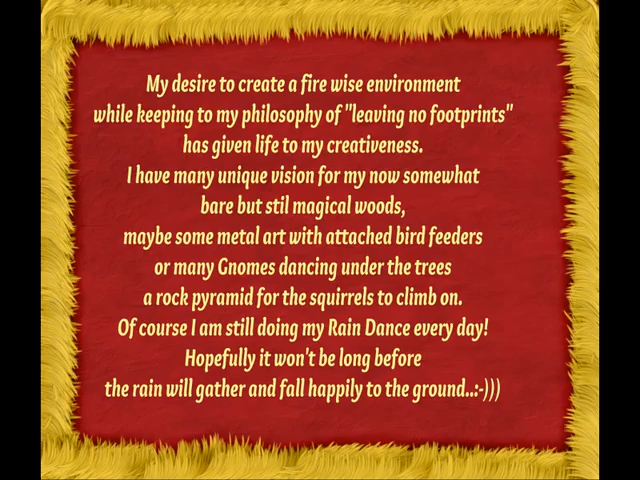 My desire to create a fire wise environment
while keeping to my philosophy of "leaving no footprints"
has given life to my creativeness.
I have many unique vision for my now somewhat
bare but stil magical woods,
maybe some metal art with attached bird feeders
or many Gnomes dancing under the trees
a rock pyramid for the squirrels to climb on.
Of course I am still doing my Rain Dance every day!
Hopefully it won't be long before
the rain will gather and fall happily to the ground..:-)))